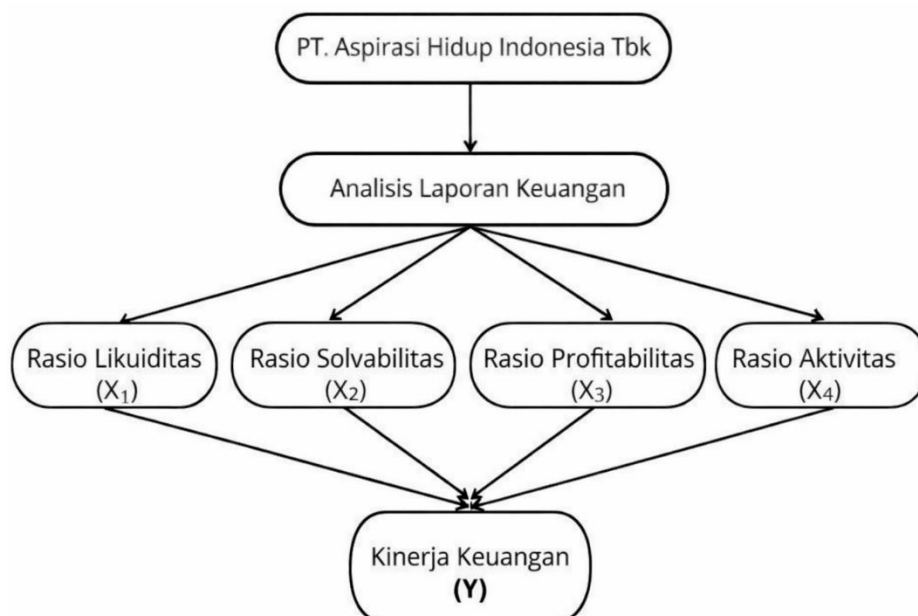 PT. Aspirasi Hidup Indonesia Tbk
Analisis Laporan Keuangan
Rasio Likuiditas
(X₁)
Rasio Solvabilitas
(X₂)
Rasio Profitabilitas
(X₃)
Rasio Aktivitas
(X₄)
Kinerja Keuangan
(Y)